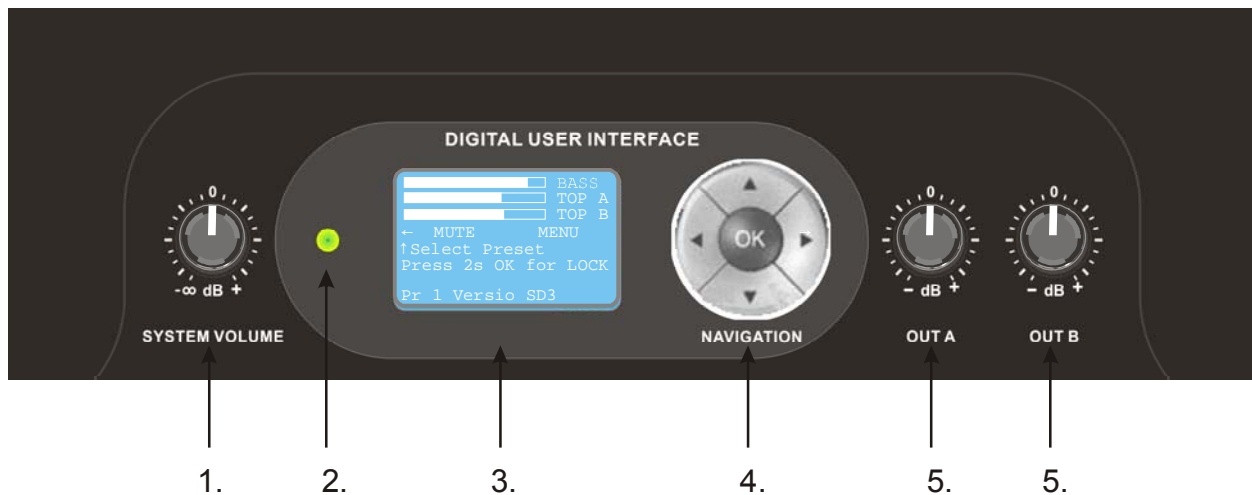 DIGITAL USER INTERFACE
BASS
TOP A
TOP B
← MUTE MENU
↑Select Preset
Press 2s OK for LOCK
Pr 1 Versio SD3
OK
0
-∞ dB +
SYSTEM VOLUME
NAVIGATION
0
- dB +
OUT A
0
- dB +
OUT B
1.
2.
3.
4.
5.
5.